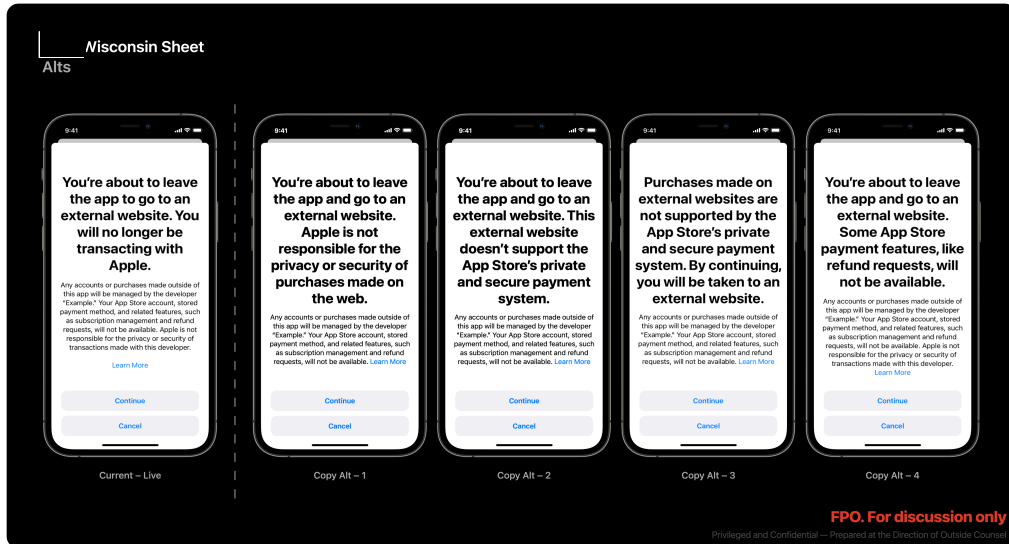 Wisconsin Sheet
Alts
9:41
You're about to leave
the app to go to an
external website. You
will no longer be
transacting with
Apple.
Any accounts or purchases made outside of
this app will be managed by the developer
“Example.” Your App Store account, stored
payment method, and related features, such
as subscription management and refund
requests, will not be available. Apple is not
responsible for the privacy or security of
transactions made with this developer.
Learn More
Continue
Cancel
Current – Live
9:41
You're about to leave
the app and go to an
external website.
Apple is not
responsible for the
privacy or security of
purchases made on
the web.
Any accounts or purchases made outside of
this app will be managed by the developer
“Example.” Your App Store account, stored
payment method, and related features, such
as subscription management and refund
requests, will not be available. Learn More
Continue
Cancel
Copy Alt – 1
9:41
You're about to leave
the app and go to an
external website. This
external website
doesn't support the
App Store's private
and secure payment
system.
Any accounts or purchases made outside of
this app will be managed by the developer
“Example.” Your App Store account, stored
payment method, and related features, such
as subscription management and refund
requests, will not be available. Learn More
Continue
Cancel
Copy Alt – 2
9:41
Purchases made on
external websites are
not supported by the
App Store's private
and secure payment
system. By continuing,
you will be taken to an
external website.
Any accounts or purchases made outside of
this app will be managed by the developer
“Example.” Your App Store account, stored
payment method, and related features, such
as subscription management and refund
requests, will not be available. Learn More
Continue
Cancel
Copy Alt – 3
9:41
You're about to leave
the app and go to an
external website.
Some App Store
payment features, like
refund requests, will
not be available.
Any accounts or purchases made outside of
this app will be managed by the developer
“Example.” Your App Store account, stored
payment method, and related features, such
as subscription management and refund
requests, will not be available. Apple is not
responsible for the privacy or security of
transactions made with this developer.
Learn More
Continue
Cancel
Copy Alt – 4
FPO. For discussion only
Privileged and Confidential — Prepared at the Direction of Outside Counsel